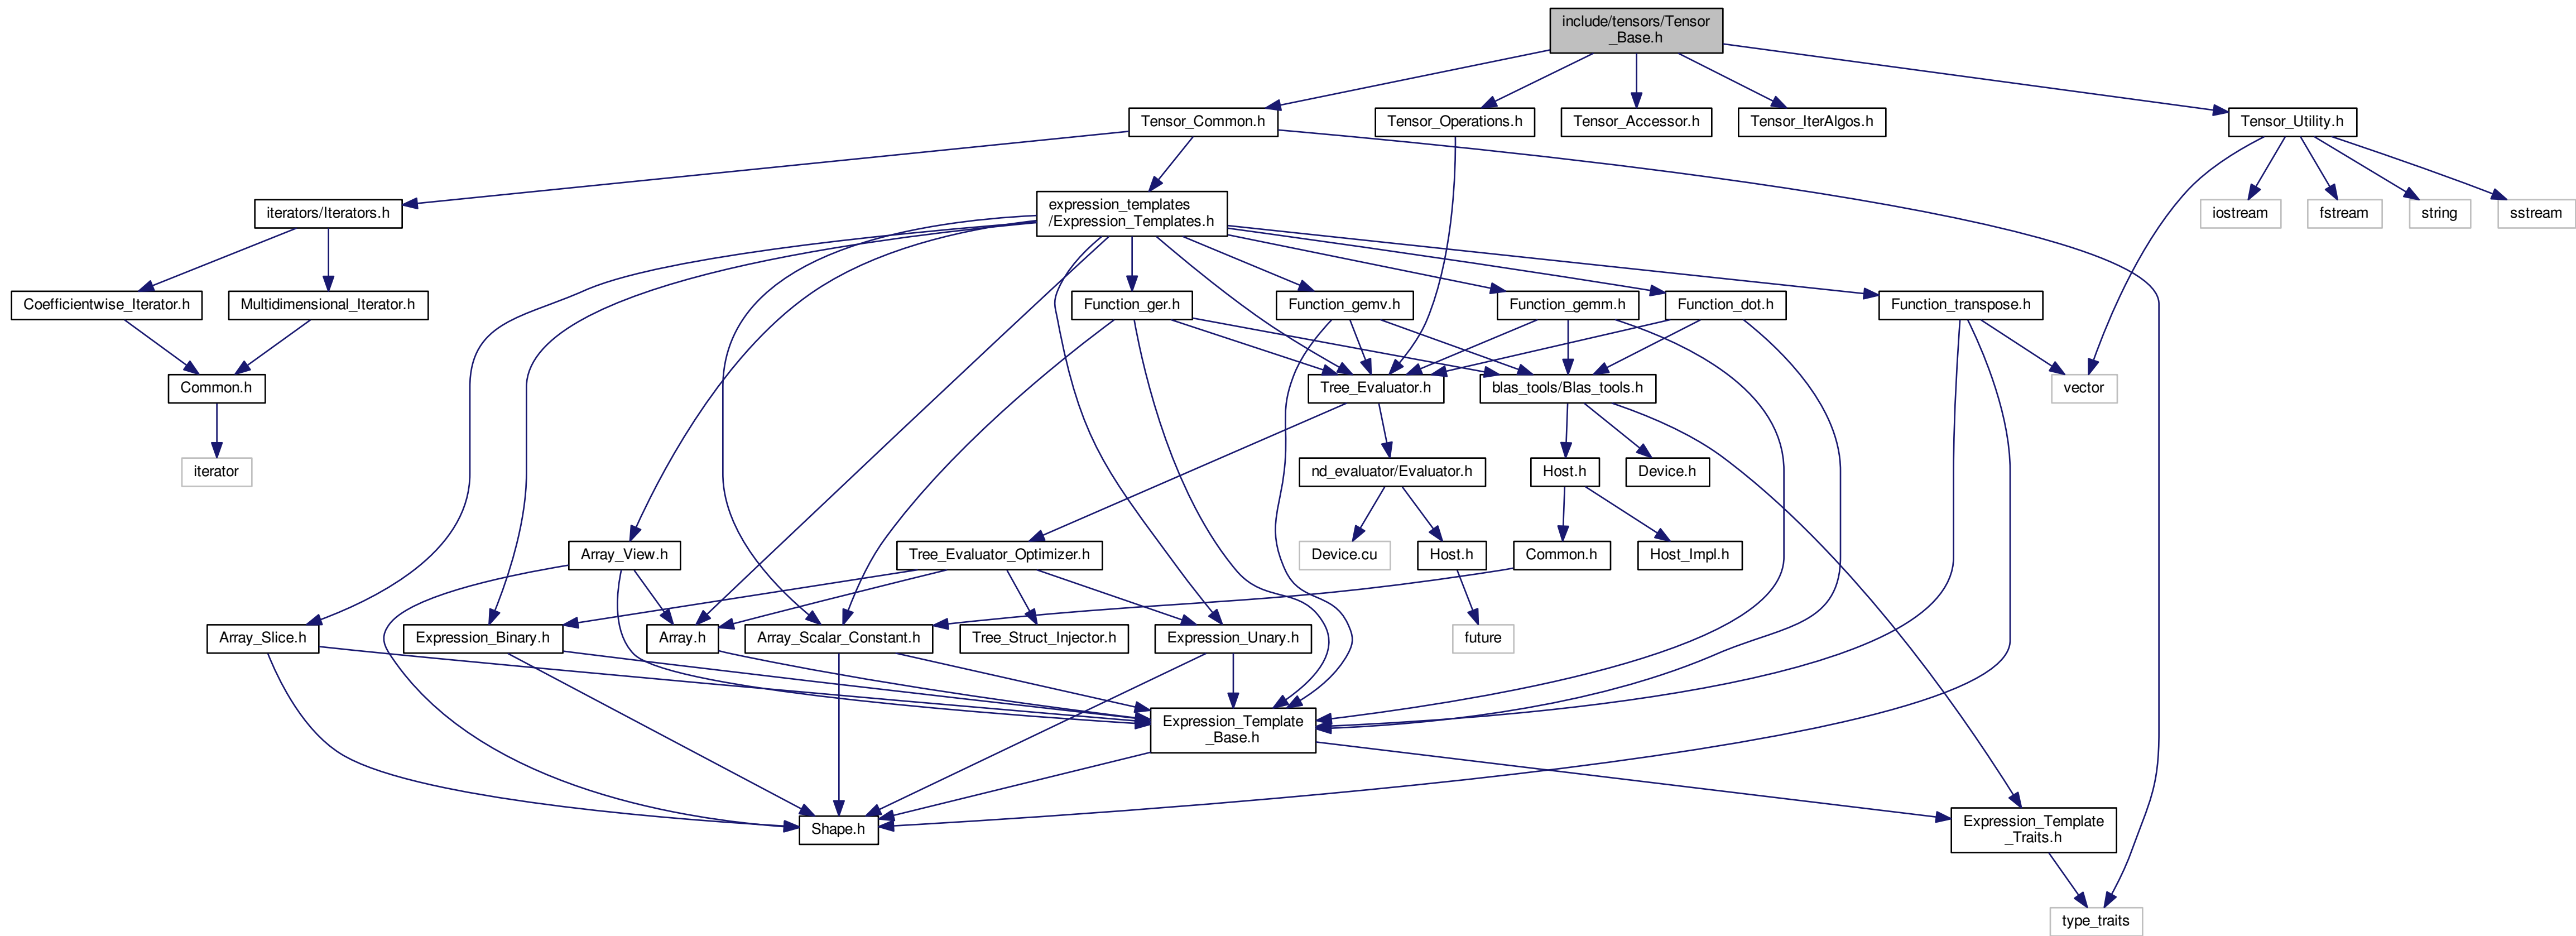 include/tensors/Tensor
_Base.h
Tensor_Common.h
Tensor_Operations.h
Tensor_Accessor.h
Tensor_IterAlgos.h
Tensor_Utility.h
iterators/Iterators.h
expression_templates
/Expression_Templates.h
iostream
fstream
string
sstream
Coefficientwise_Iterator.h
Multidimensional_Iterator.h
Function_ger.h
Function_gemv.h
Function_gemm.h
Function_dot.h
Function_transpose.h
Common.h
Tree_Evaluator.h
blas_tools/Blas_tools.h
vector
iterator
nd_evaluator/Evaluator.h
Host.h
Device.h
Array_View.h
Tree_Evaluator_Optimizer.h
Device.cu
Host.h
Common.h
Host_Impl.h
Array_Slice.h
Expression_Binary.h
Array.h
Array_Scalar_Constant.h
Tree_Struct_Injector.h
Expression_Unary.h
future
Expression_Template
_Base.h
Shape.h
Expression_Template
_Traits.h
type_traits